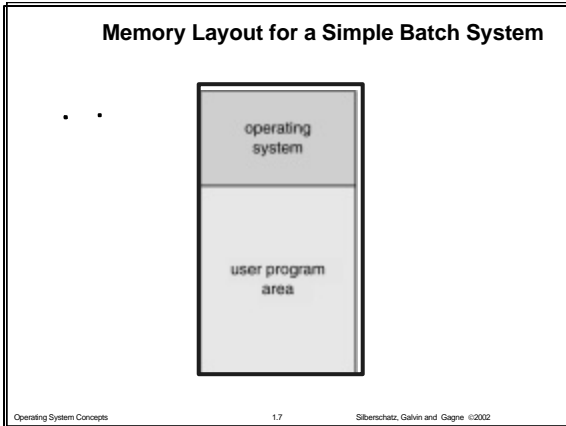 Memory Layout for a Simple Batch System
operating
system
user program
area
Operating System Concepts
1.7
Silberschatz, Galvin and Gagne ©2002